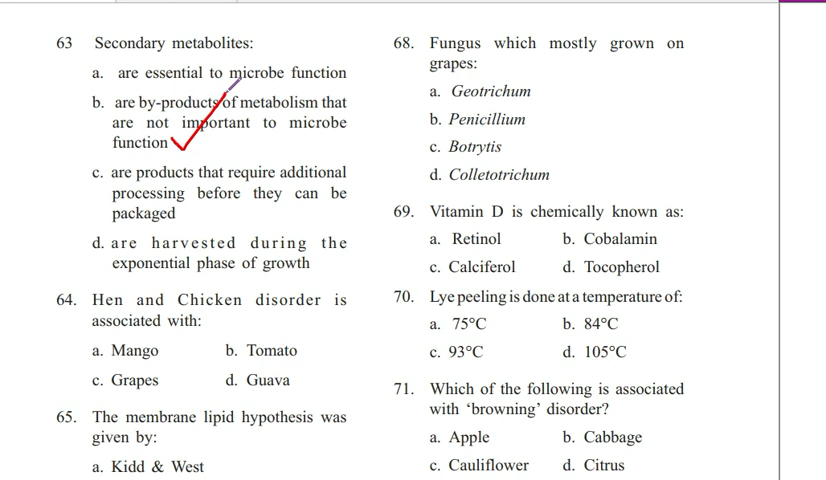 63 Secondary metabolites:
a. are essential to microbe function
b. are by-products of metabolism that
are not important to microbe
function
c. are products that require additional
processing before they can be
packaged
d. are harvested during the
exponential phase of growth
64. Hen and Chicken disorder is
associated with:
a. Mango b. Tomato
c. Grapes d. Guava
65. The membrane lipid hypothesis was
given by:
a. Kidd & West
68. Fungus which mostly grown on
grapes:
a. Geotrichum
b. Penicillium
c. Botrytis
d. Colletotrichum
69. Vitamin D is chemically known as:
a. Retinol b. Cobalamin
c. Calciferol d. Tocopherol
70. Lye peeling is done at a temperature of:
a. 75°C b. 84°C
c. 93°C d. 105°C
71. Which of the following is associated
with ‘browning’ disorder?
a. Apple b. Cabbage
c. Cauliflower d. Citrus